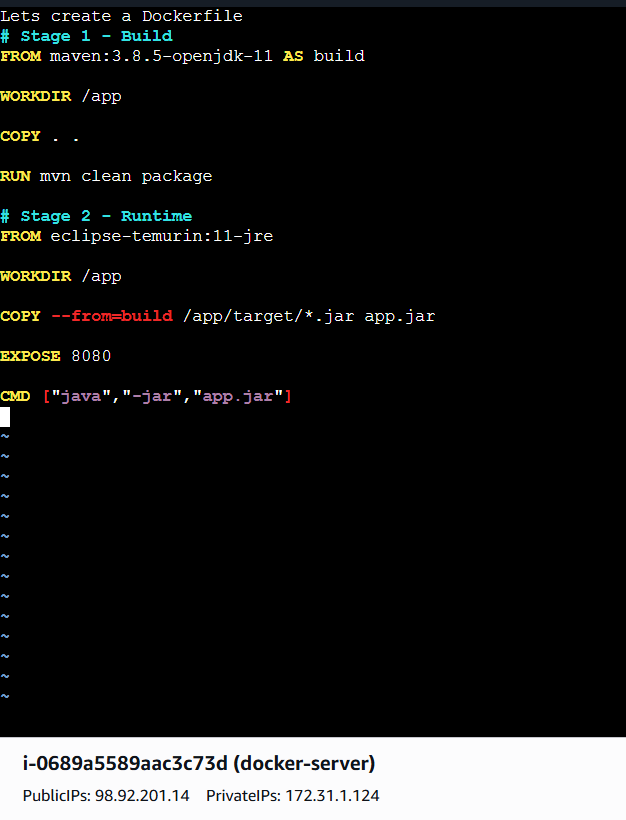 Lets create a Dockerfile
# Stage 1 - Build
FROM maven:3.8.5-openjdk-11 AS build
WORKDIR /app
COPY . .
RUN mvn clean package
# Stage 2 - Runtime
FROM eclipse-temurin:11-jre
WORKDIR /app
COPY --from=build /app/target/*.jar app.jar
EXPOSE 8080
CMD ["java","-jar","app.jar"]
~
~
~
~
~
~
~
~
~
~
~
~
~
~
i-0689a5589aac3c73d (docker-server)
PublicIPs: 98.92.201.14 PrivateIPs: 172.31.1.124